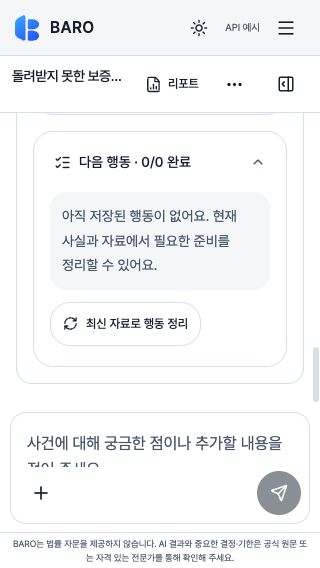 BARO
API 예시
돌려받지 못한 보증...
리포트
다음 행동 · 0/0 완료
아직 저장된 행동이 없어요. 현재
사실과 자료에서 필요한 준비를
정리할 수 있어요.
최신 자료로 행동 정리
사건에 대해 궁금한 점이나 추가할 내용을
적어 주세요.
BARO는 법률 자문을 제공하지 않습니다. AI 결과와 중요한 결정·기한은 공식 원문 또
는 자격 있는 전문가를 통해 확인해 주세요.